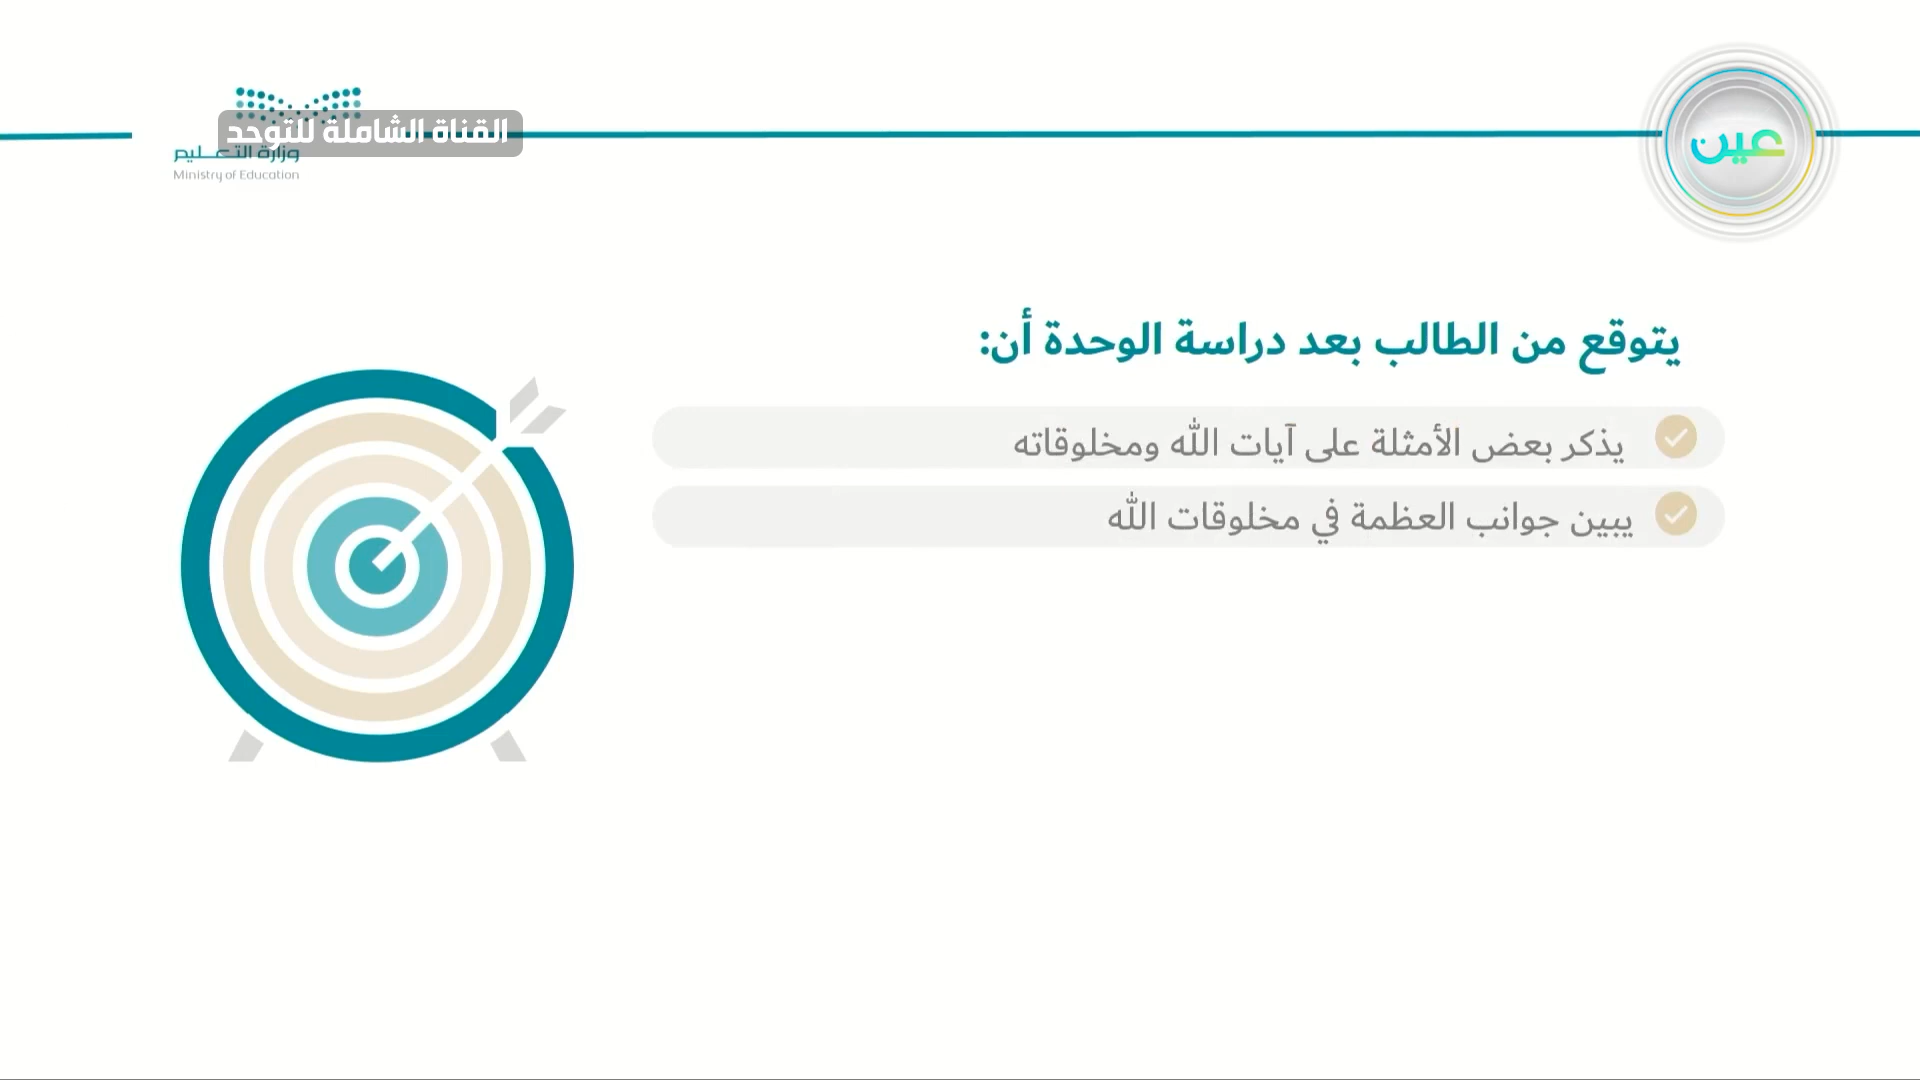 القناة الشاملة للتوحد
وزارة التعليم
Ministry of Education
عين
يتوقع من الطالب بعد دراسة الوحدة أن:
يذكر بعض الأمثلة على آيات الله ومخلوقاته
يبين جوانب العظمة في مخلوقات الله